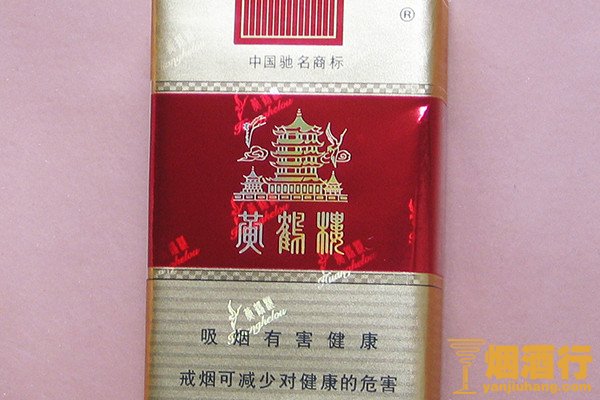 ®
中国驰名商标
黄鹤楼
吸烟有害健康
戒烟可减少对健康的危害
烟酒行
yanjiuhang.com